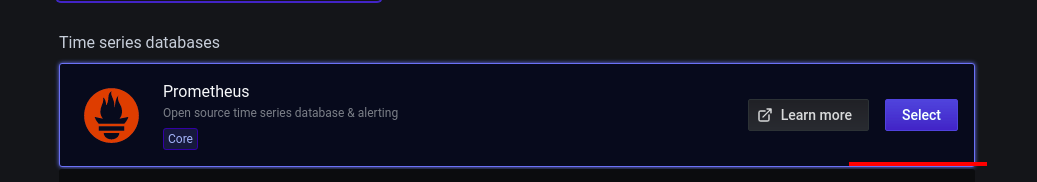 Time series databases
Prometheus
Open source time series database & alerting
Core
Learn more
Select